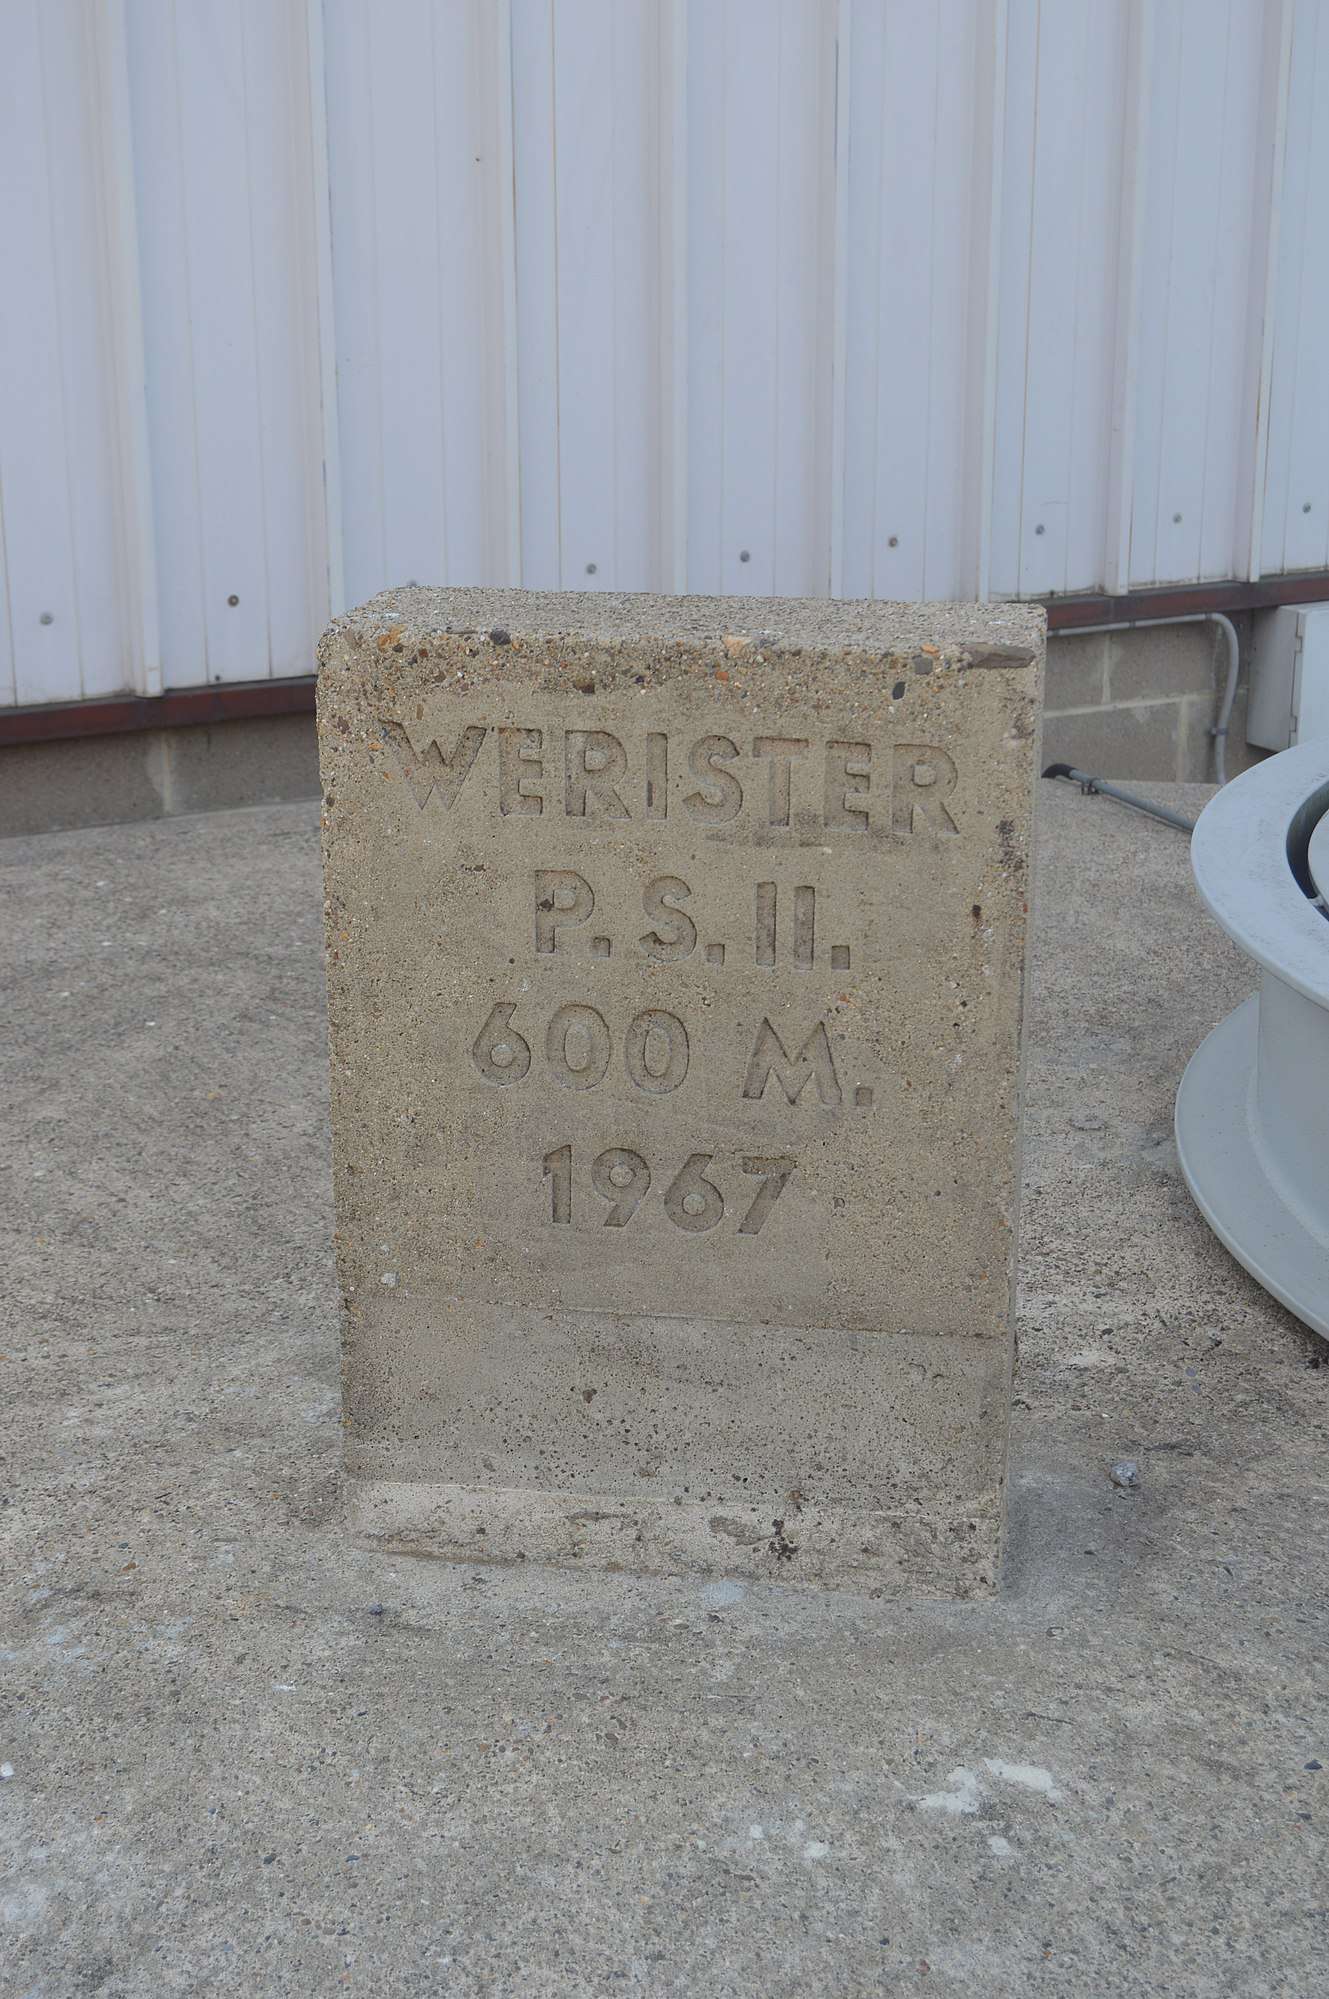 WERISTER
P.S.II.
600 M.
1967